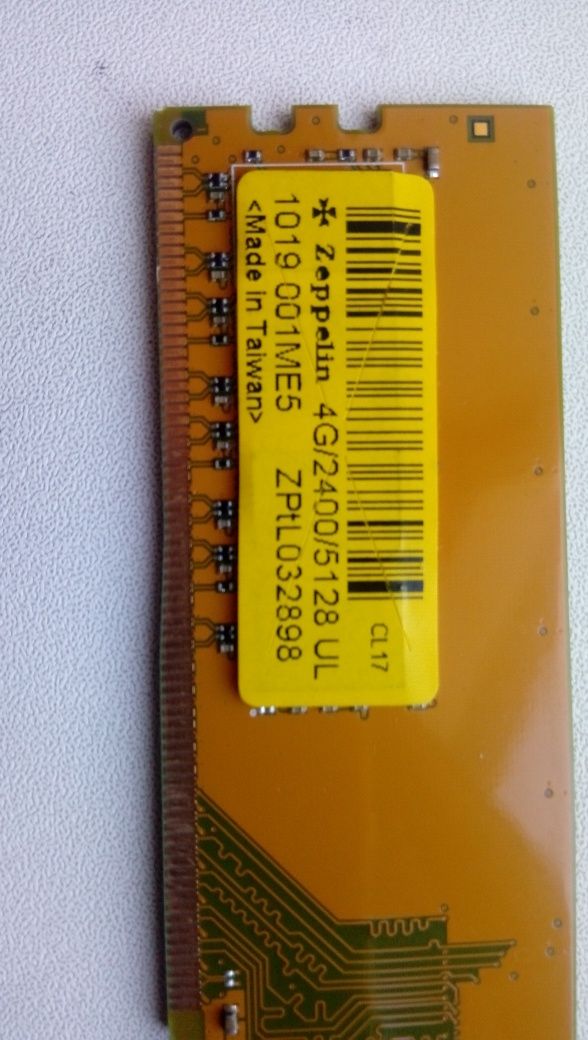 CL17
Zeppelin 4G/2400/5128 UL
1019 001ME5 ZPtL032898
<Made in Taiwan>